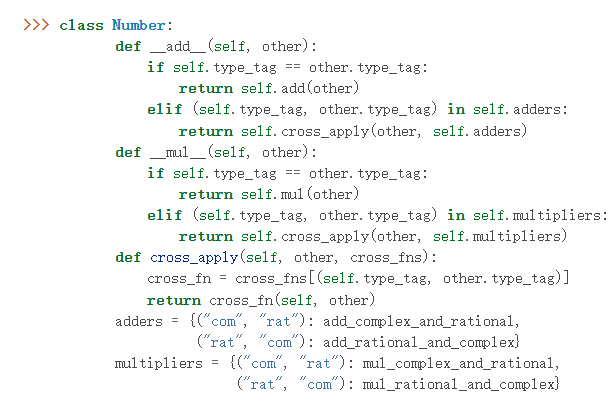 >>> class Number:
        def __add__(self, other):
            if self.type_tag == other.type_tag:
                return self.add(other)
            elif (self.type_tag, other.type_tag) in self.adders:
                return self.cross_apply(other, self.adders)
        def __mul__(self, other):
            if self.type_tag == other.type_tag:
                return self.mul(other)
            elif (self.type_tag, other.type_tag) in self.multipliers:
                return self.cross_apply(other, self.multipliers)
        def cross_apply(self, other, cross_fns):
            cross_fn = cross_fns[(self.type_tag, other.type_tag)]
            return cross_fn(self, other)
        adders = {("com", "rat"): add_complex_and_rational,
                  ("rat", "com"): add_rational_and_complex}
        multipliers = {("com", "rat"): mul_complex_and_rational,
                       ("rat", "com"): mul_rational_and_complex}